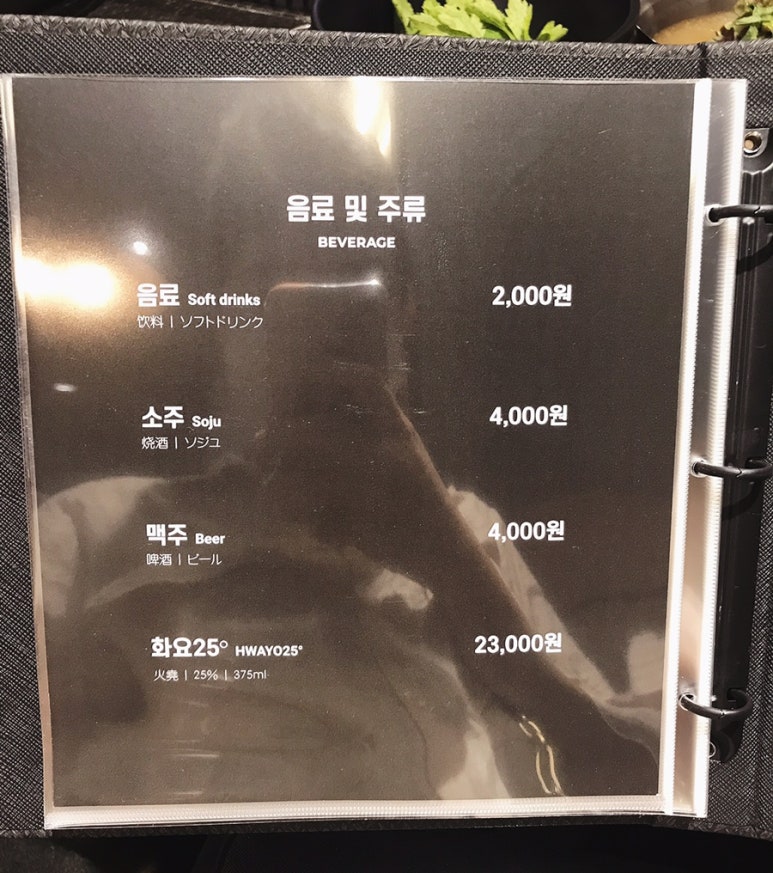 음료 및 주류
BEVERAGE
음료 Soft drinks 2,000원
饮料 | ソフトドリンク
소주 Soju 4,000원
烧酒 | ソジュ
맥주 Beer 4,000원
啤酒 | ビール
화요25° HWAYO25° 23,000원
火堯 | 25% | 375ml